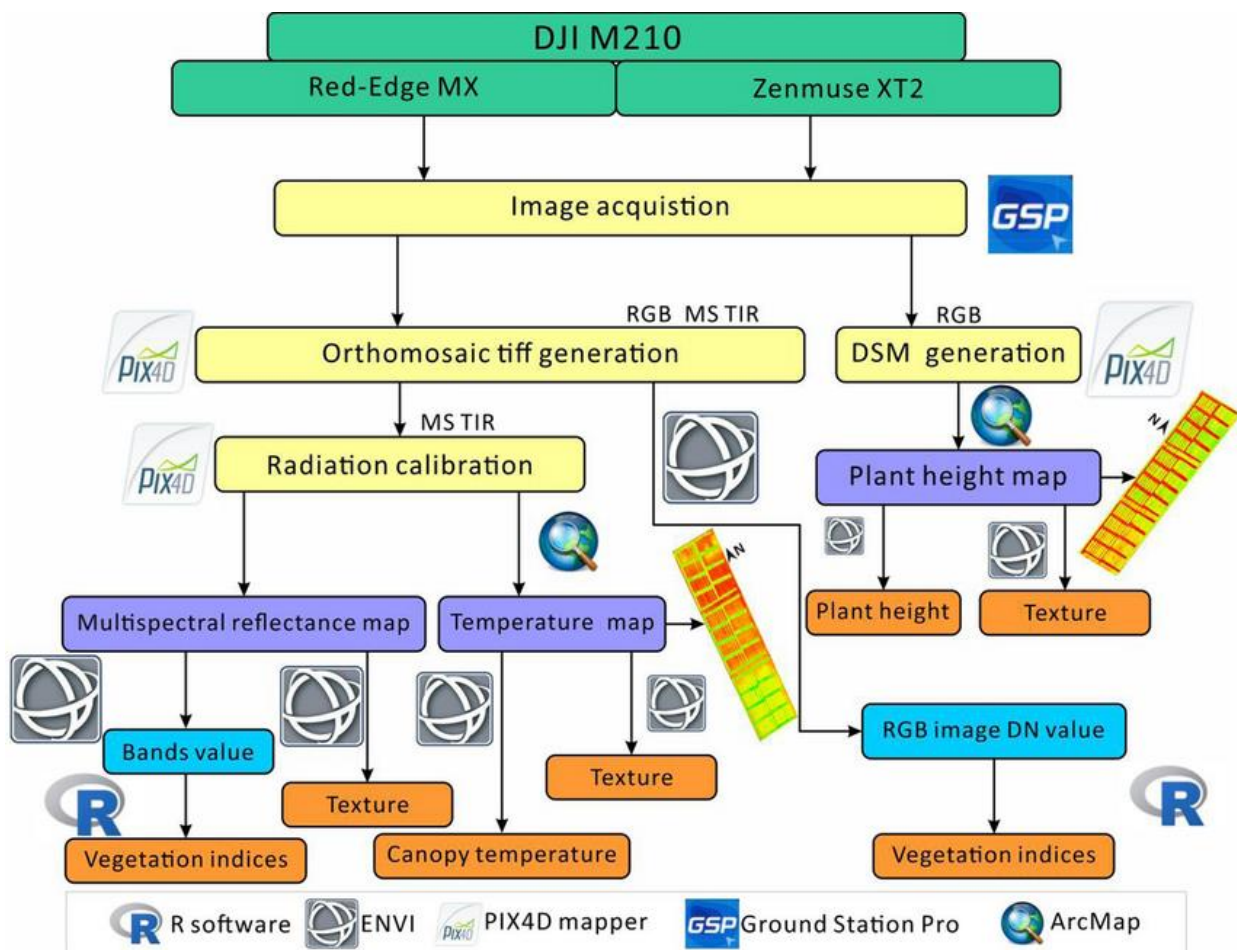 DJI M210
Red-Edge MX
Zenmuse XT2
Image acquistion
GSP
RGB MS TIR
RGB
PIX4D
Orthomosaic tiff generation
DSM generation
PIX4D
MS TIR
N
PIX4D
Radiation calibration
Plant height map
N
Multispectral reflectance map
Temperature map
Plant height
Texture
Bands value
RGB image DN value
R
Texture
Texture
R
Vegetation indices
Canopy temperature
Vegetation indices
R R software
ENVI
PIX4D PIX4D mapper
GSP Ground Station Pro
ArcMap